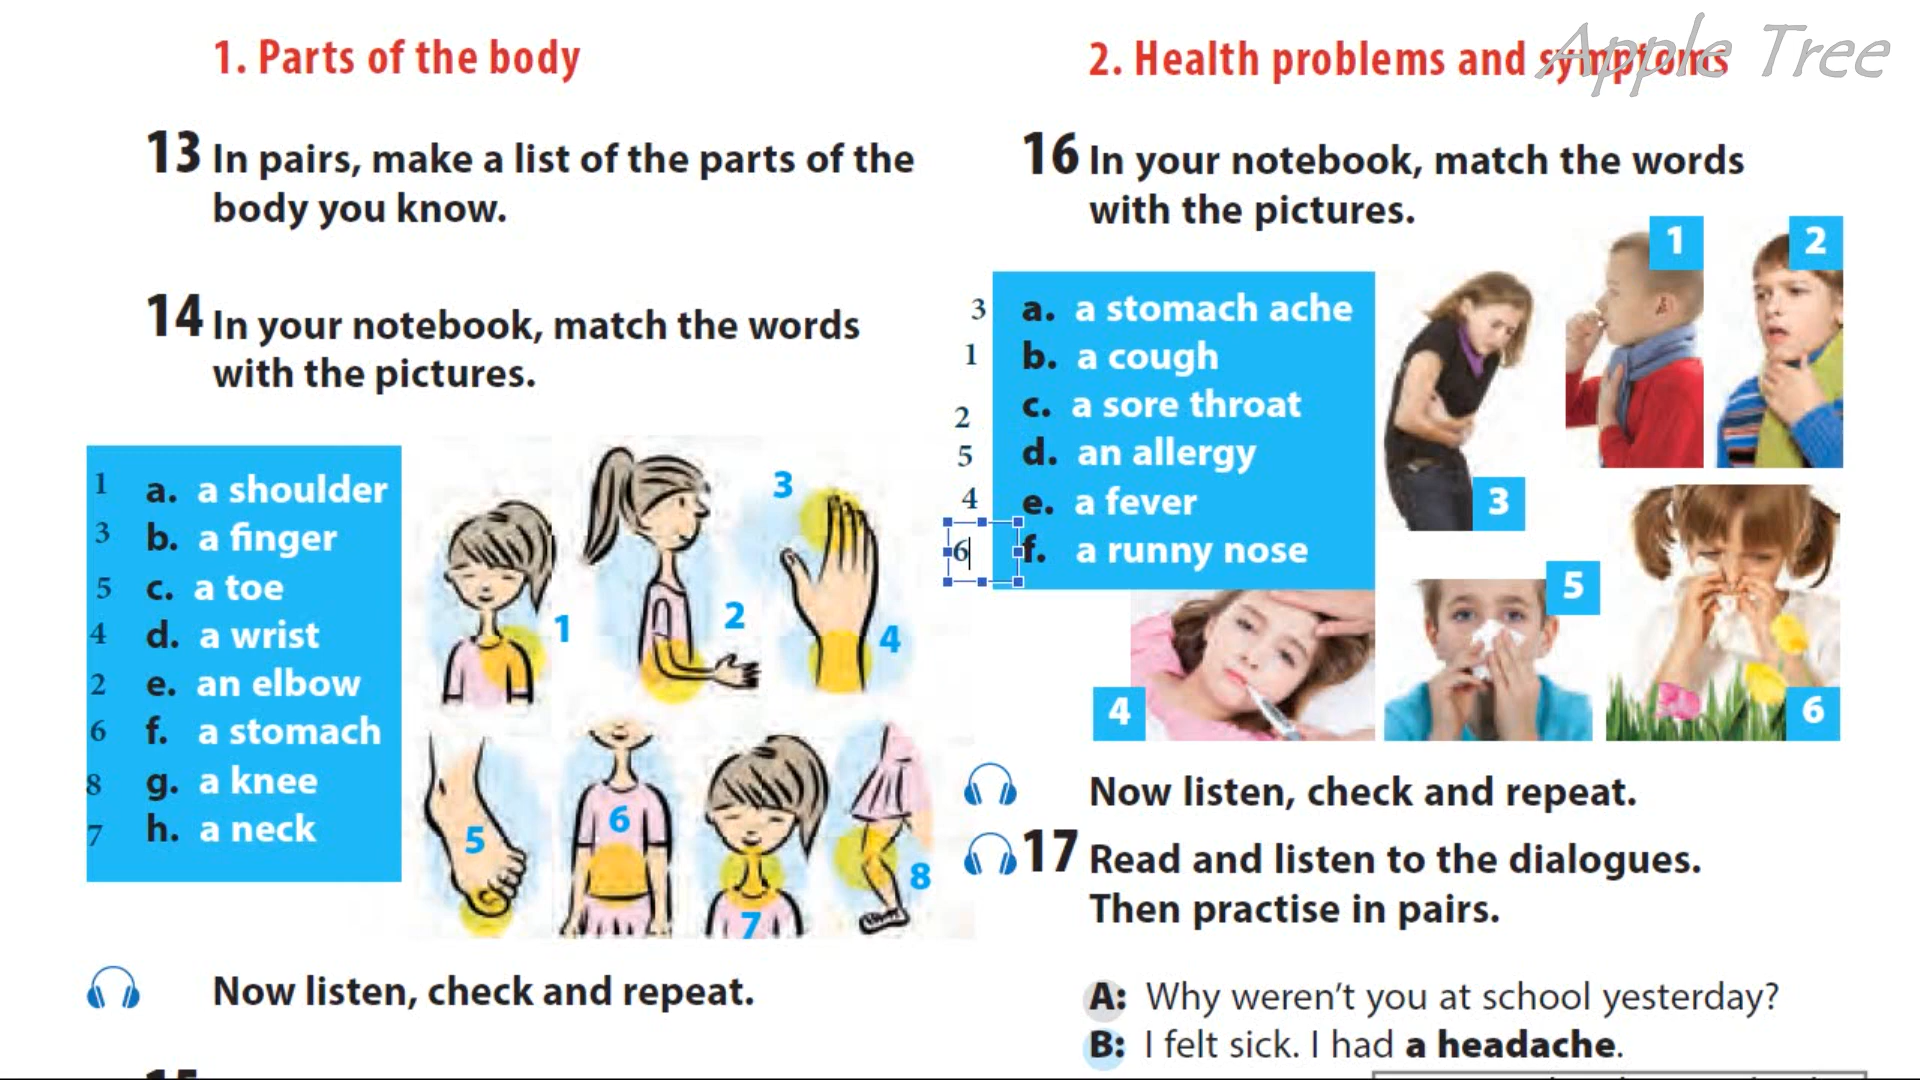 Apple Tree
1. Parts of the body
13 In pairs, make a list of the parts of the
body you know.
14 In your notebook, match the words
with the pictures.
1 a. a shoulder
3 b. a finger
5 c. a toe
4 d. a wrist
2 e. an elbow
6 f. a stomach
8 g. a knee
7 h. a neck
1
2
3
4
5
6
7
8
Now listen, check and repeat.
2. Health problems and symptoms
16 In your notebook, match the words
with the pictures.
3 a. a stomach ache
1 b. a cough
2 c. a sore throat
5 d. an allergy
4 e. a fever
6 f. a runny nose
1
2
3
4
5
6
Now listen, check and repeat.
17 Read and listen to the dialogues.
Then practise in pairs.
A: Why weren't you at school yesterday?
B: I felt sick. I had a headache.